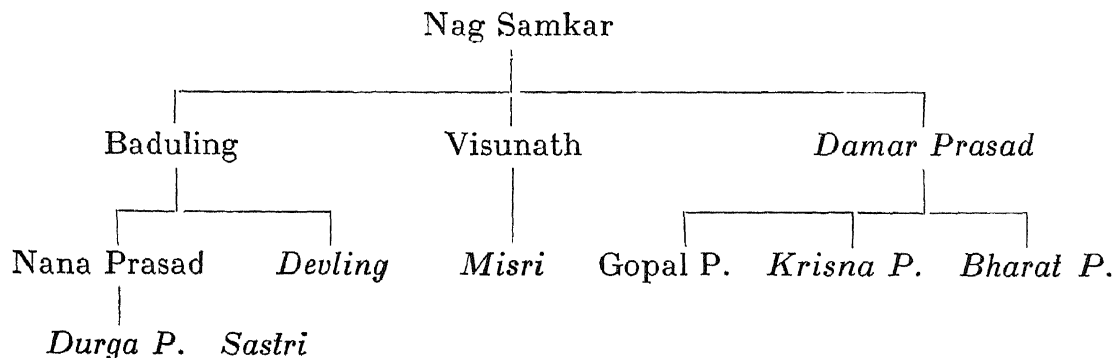 Nag Samkar
Baduling Visunath Damar Prasad
Nana Prasad Devling Misri Gopal P. Krisna P. Bharat P.
Durga P. Sastri